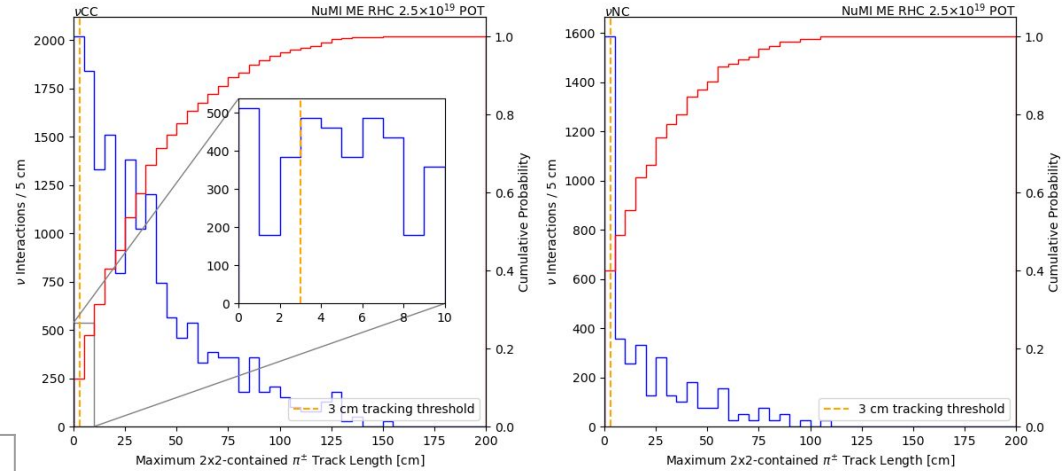 νCC
NuMI ME RHC 2.5×10¹⁹ POT
2000
1750
1500
1250
1000
750
500
250
0
ν Interactions / 5 cm
500
400
300
200
100
0
0 2 4 6 8 10
3 cm tracking threshold
1.0
0.8
0.6
0.4
0.2
0.0
Cumulative Probability
0 25 50 75 100 125 150 175 200
Maximum 2x2-contained π± Track Length [cm]
νNC
NuMI ME RHC 2.5×10¹⁹ POT
1600
1400
1200
1000
800
600
400
200
0
ν Interactions / 5 cm
3 cm tracking threshold
1.0
0.8
0.6
0.4
0.2
0.0
Cumulative Probability
0 25 50 75 100 125 150 175 200
Maximum 2x2-contained π± Track Length [cm]